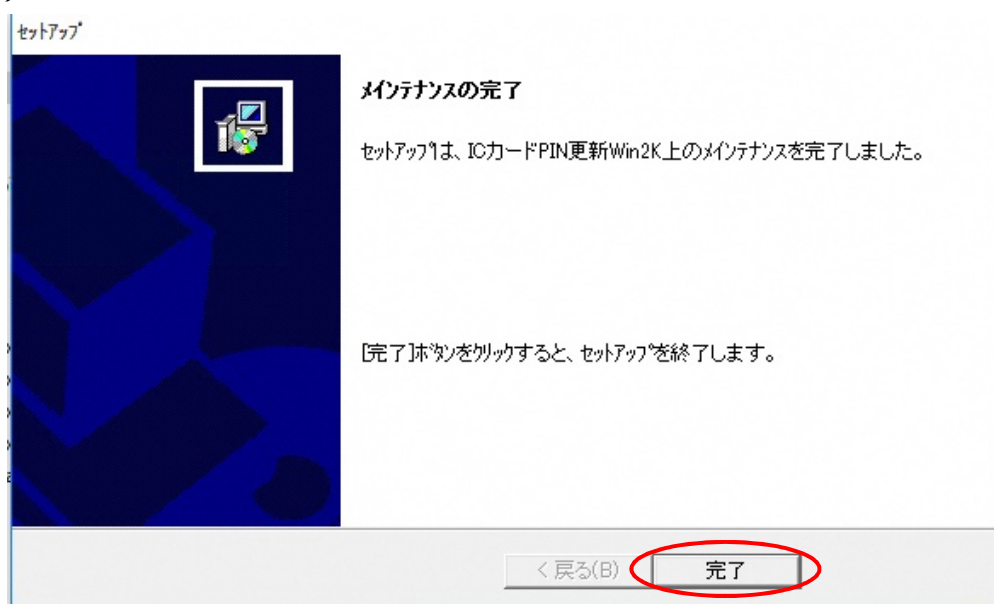 ｾｯﾄｱｯﾌﾟ
ﾒｲﾝﾃﾅﾝｽの完了
ｾｯﾄｱｯﾌﾟは、ICカードPIN更新Win2K上のﾒｲﾝﾃﾅﾝｽを完了しました。
[完了]ﾎﾞﾀﾝをｸﾘｯｸすると、ｾｯﾄｱｯﾌﾟを終了します。
< 戻る(B)
完了